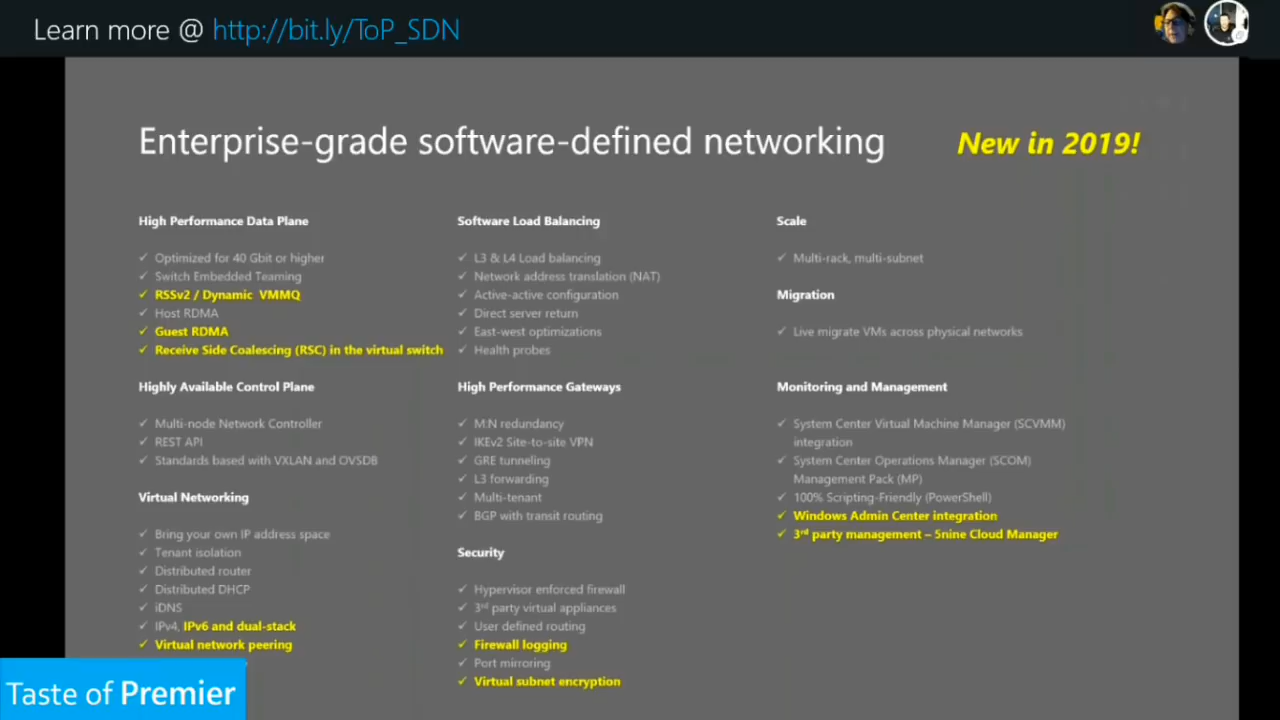 Learn more @ http://bit.ly/ToP_SDN
Enterprise-grade software-defined networking
New in 2019!
High Performance Data Plane
✓ Optimized for 40 Gbit or higher
✓ Switch Embedded Teaming
✓ RSSv2 / Dynamic VMMQ
✓ Host RDMA
✓ Guest RDMA
✓ Receive Side Coalescing (RSC) in the virtual switch
Highly Available Control Plane
✓ Multi-node Network Controller
✓ REST API
✓ Standards based with VXLAN and OVSDB
Virtual Networking
✓ Bring your own IP address space
✓ Tenant isolation
✓ Distributed router
✓ Distributed DHCP
✓ iDNS
✓ IPv4, IPv6 and dual-stack
✓ Virtual network peering
Software Load Balancing
✓ L3 & L4 Load balancing
✓ Network address translation (NAT)
✓ Active-active configuration
✓ Direct server return
✓ East-west optimizations
✓ Health probes
High Performance Gateways
✓ M:N redundancy
✓ IKEv2 Site-to-site VPN
✓ GRE tunneling
✓ L3 forwarding
✓ Multi-tenant
✓ BGP with transit routing
Security
✓ Hypervisor enforced firewall
✓ 3rd party virtual appliances
✓ User defined routing
✓ Firewall logging
✓ Port mirroring
✓ Virtual subnet encryption
Scale
✓ Multi-rack, multi-subnet
Migration
✓ Live migrate VMs across physical networks
Monitoring and Management
✓ System Center Virtual Machine Manager (SCVMM)
integration
✓ System Center Operations Manager (SCOM)
Management Pack (MP)
✓ 100% Scripting-Friendly (PowerShell)
✓ Windows Admin Center integration
✓ 3rd party management – 5nine Cloud Manager
Taste of Premier